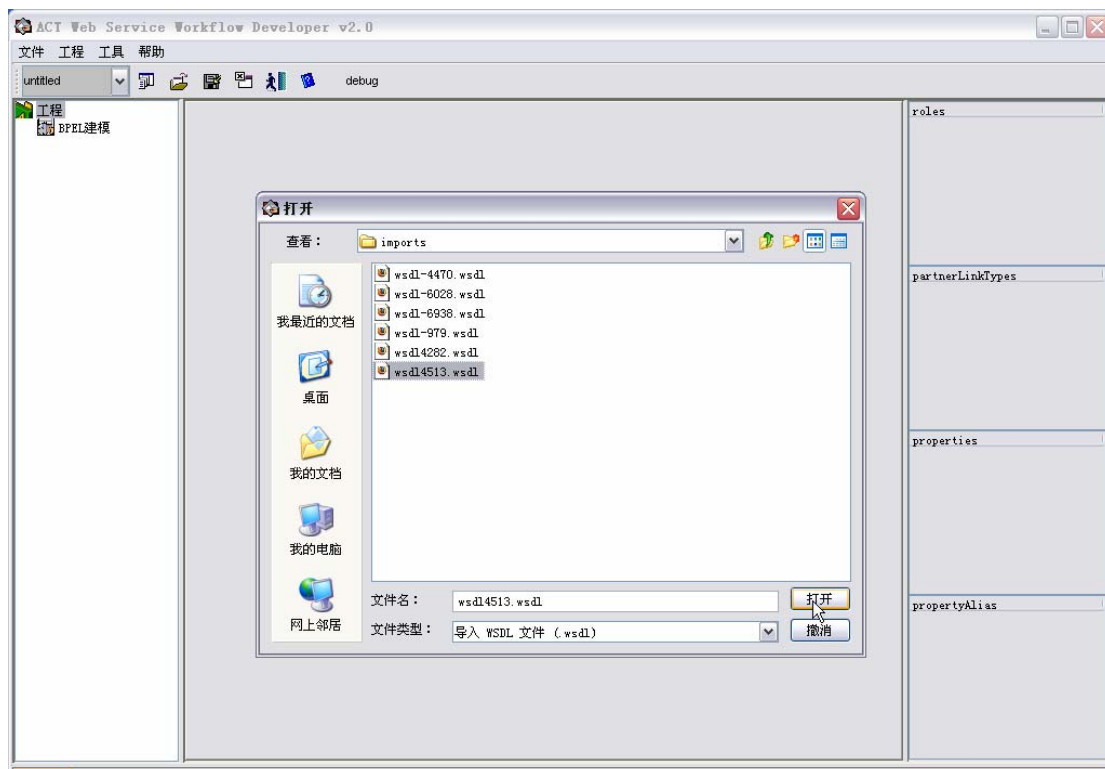 ACT Web Service Workflow Developer v2.0
文件 工程 工具 帮助
untitled debug
工程
BPEL建模
roles
partnerLinkTypes
properties
propertyAlias
打开
查看： imports
我最近的文档
桌面
我的文档
我的电脑
网上邻居
wsdl-4470.wsdl
wsdl-6028.wsdl
wsdl-6938.wsdl
wsdl-979.wsdl
wsdl4282.wsdl
wsdl4513.wsdl
文件名： wsdl4513.wsdl 打开
文件类型： 导入 WSDL 文件 (.wsdl) 撤消